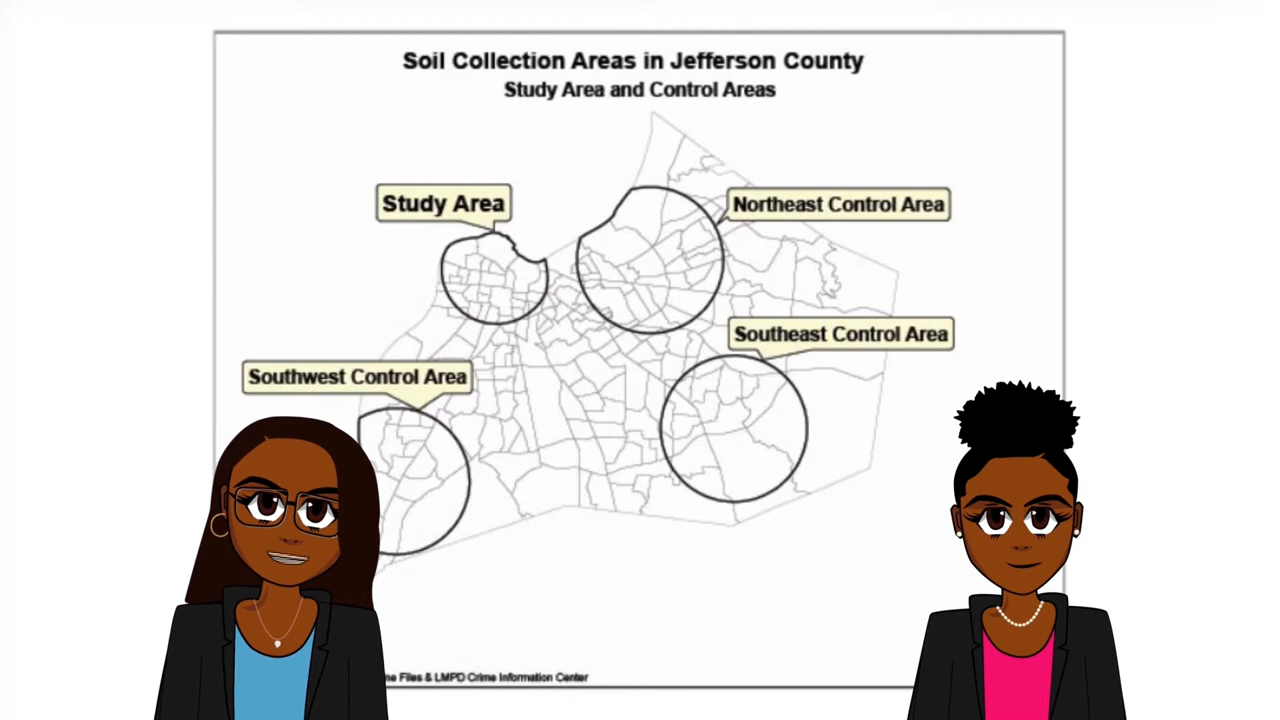 Soil Collection Areas in Jefferson County
Study Area and Control Areas
Study Area
Northeast Control Area
Southeast Control Area
Southwest Control Area
Files & LMPD Crime Information Center